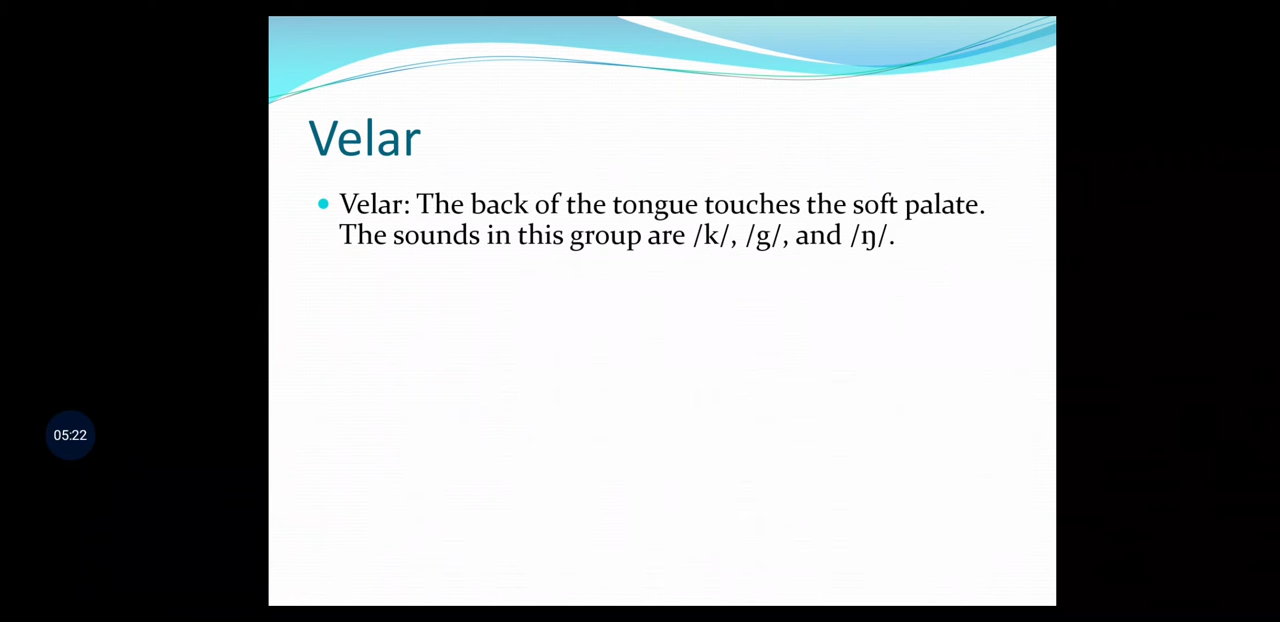 Velar
Velar: The back of the tongue touches the soft palate.
The sounds in this group are /k/, /g/, and /ŋ/.
05:22